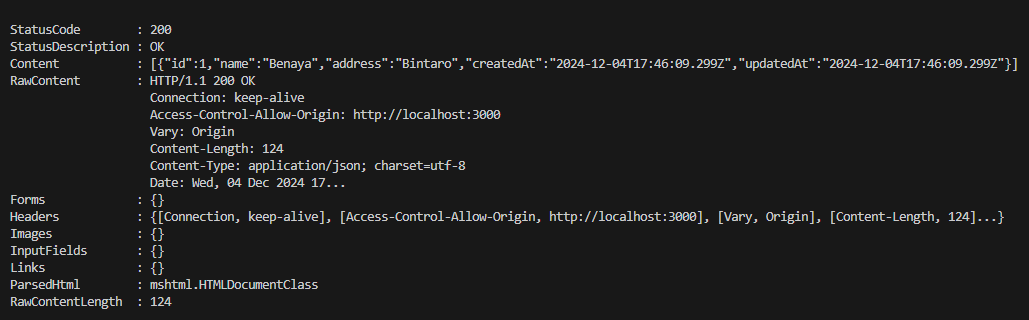 StatusCode : 200
StatusDescription : OK
Content : [{"id":1,"name":"Benaya","address":"Bintaro","createdAt":"2024-12-04T17:46:09.299Z","updatedAt":"2024-12-04T17:46:09.299Z"}]
RawContent : HTTP/1.1 200 OK
Connection: keep-alive
Access-Control-Allow-Origin: http://localhost:3000
Vary: Origin
Content-Length: 124
Content-Type: application/json; charset=utf-8
Date: Wed, 04 Dec 2024 17...
Forms : {}
Headers : {[Connection, keep-alive], [Access-Control-Allow-Origin, http://localhost:3000], [Vary, Origin], [Content-Length, 124]...}
Images : {}
InputFields : {}
Links : {}
ParsedHtml : mshtml.HTMLDocumentClass
RawContentLength : 124